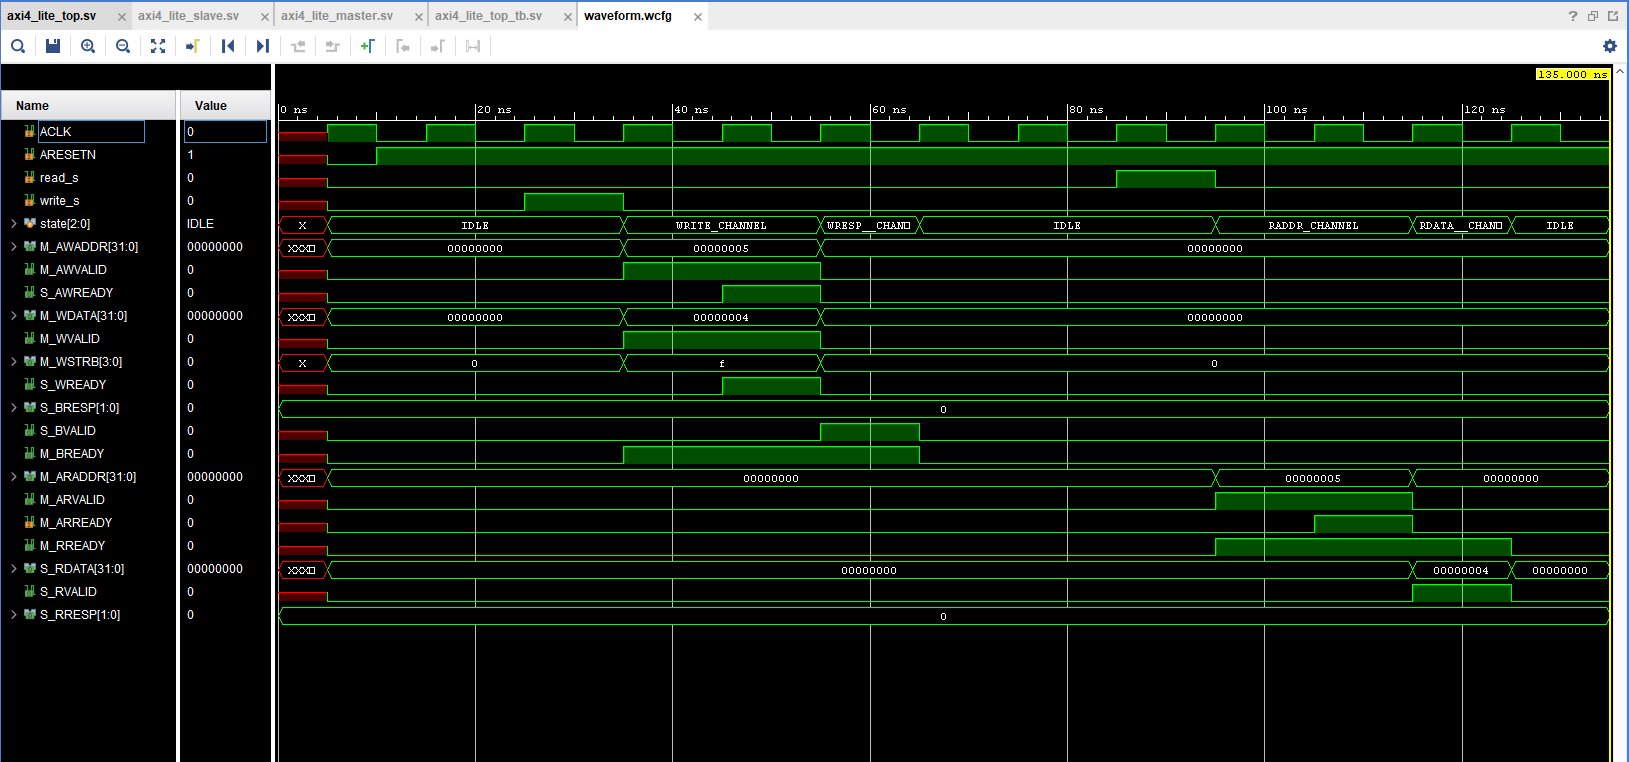 axi4_lite_top.sv × axi4_lite_slave.sv × axi4_lite_master.sv × axi4_lite_top_tb.sv × waveform.wcfg ×
135.000 ns
Name Value
0 ns 20 ns 40 ns 60 ns 80 ns 100 ns 120 ns
ACLK 0
ARESETN 1
read_s 0
write_s 0
state[2:0] IDLE X IDLE WRITE_CHANNEL WRESP__CHAN IDLE RADDR_CHANNEL RDATA__CHAN IDLE
M_AWADDR[31:0] 00000000 XXX 00000000 00000005 00000000
M_AWVALID 0
S_AWREADY 0
M_WDATA[31:0] 00000000 XXX 00000000 00000004 00000000
M_WVALID 0
M_WSTRB[3:0] 0 X 0 f 0
S_WREADY 0
S_BRESP[1:0] 0 0
S_BVALID 0
M_BREADY 0
M_ARADDR[31:0] 00000000 XXX 00000000 00000005 00000000
M_ARVALID 0
M_ARREADY 0
M_RREADY 0
S_RDATA[31:0] 00000000 XXX 00000000 00000004 00000000
S_RVALID 0
S_RRESP[1:0] 0 0